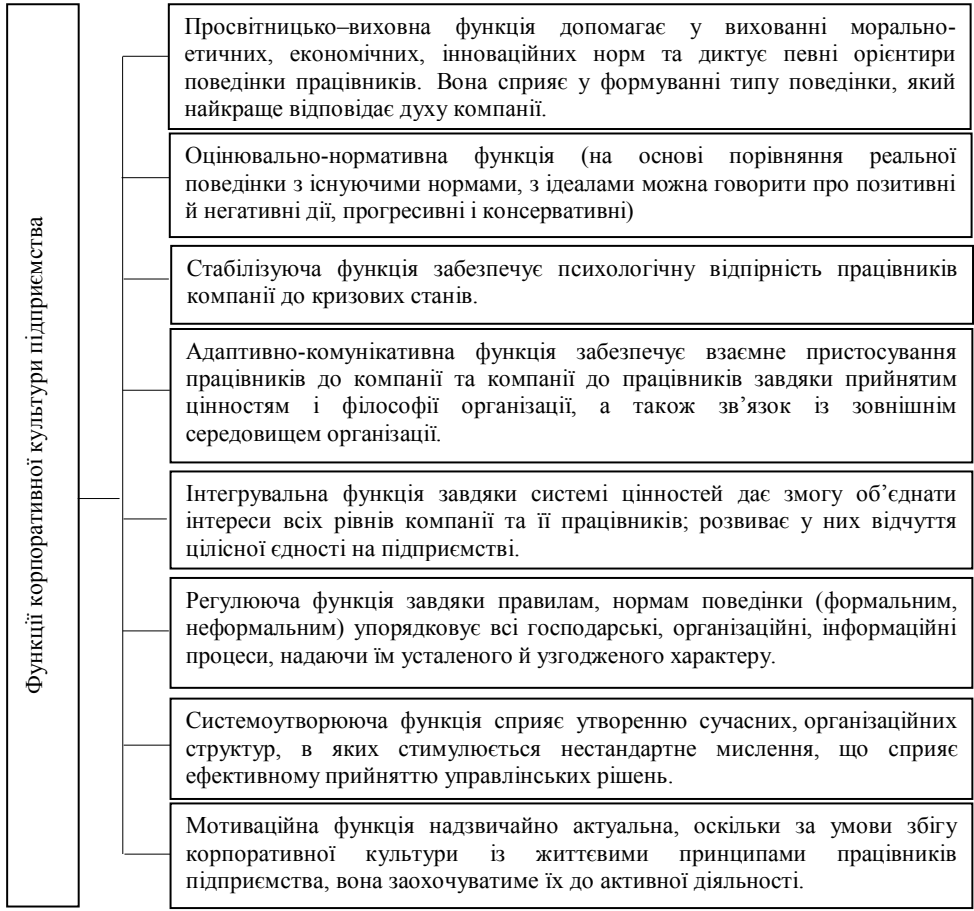 Функції корпоративної культури підприємства
Просвітницько–виховна функція допомагає у вихованні морально-
етичних, економічних, інноваційних норм та диктує певні орієнтири
поведінки працівників. Вона сприяє у формуванні типу поведінки, який
найкраще відповідає духу компанії.
Оцінювально-нормативна функція (на основі порівняння реальної
поведінки з існуючими нормами, з ідеалами можна говорити про позитивні
й негативні дії, прогресивні і консервативні)
Стабілізуюча функція забезпечує психологічну відпірність працівників
компанії до кризових станів.
Адаптивно-комунікативна функція забезпечує взаємне пристосування
працівників до компанії та компанії до працівників завдяки прийнятим
цінностям і філософії організації, а також зв’язок із зовнішнім
середовищем організації.
Інтегрувальна функція завдяки системі цінностей дає змогу об’єднати
інтереси всіх рівнів компанії та її працівників; розвиває у них відчуття
цілісної єдності на підприємстві.
Регулююча функція завдяки правилам, нормам поведінки (формальним,
неформальним) упорядковує всі господарські, організаційні, інформаційні
процеси, надаючи їм усталеного й узгодженого характеру.
Системоутворююча функція сприяє утворенню сучасних, організаційних
структур, в яких стимулюється нестандартне мислення, що сприяє
ефективному прийняттю управлінських рішень.
Мотиваційна функція надзвичайно актуальна, оскільки за умови збігу
корпоративної культури із життєвими принципами працівників
підприємства, вона заохочуватиме їх до активної діяльності.